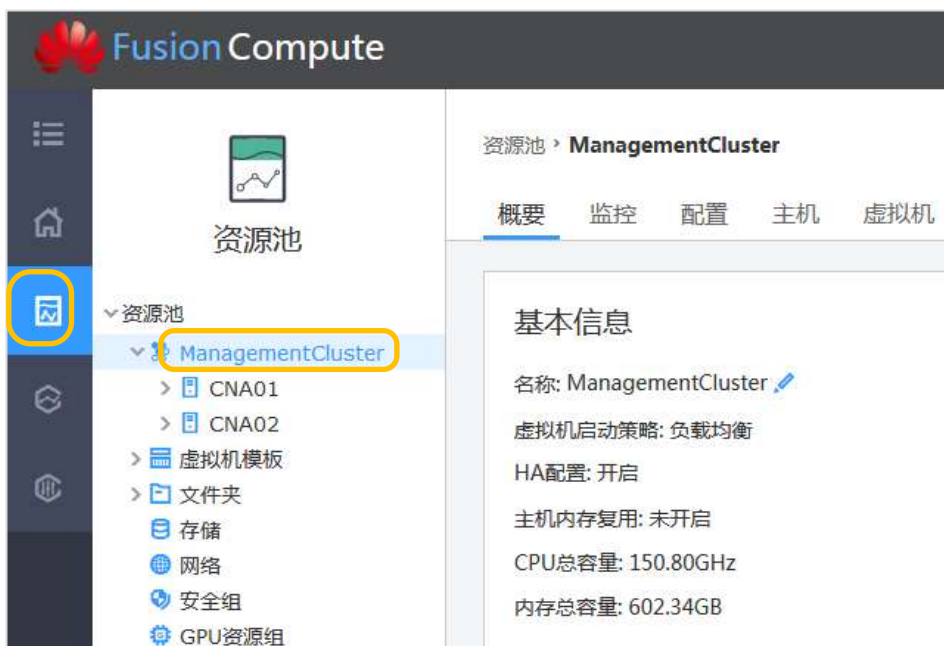 Fusion Compute
资源池
资源池
ManagementCluster
CNA01
CNA02
虚拟机模板
文件夹
存储
网络
安全组
GPU资源组
资源池 › ManagementCluster
概要 监控 配置 主机 虚拟机
基本信息
名称: ManagementCluster
虚拟机启动策略: 负载均衡
HA配置: 开启
主机内存复用: 未开启
CPU总容量: 150.80GHz
内存总容量: 602.34GB